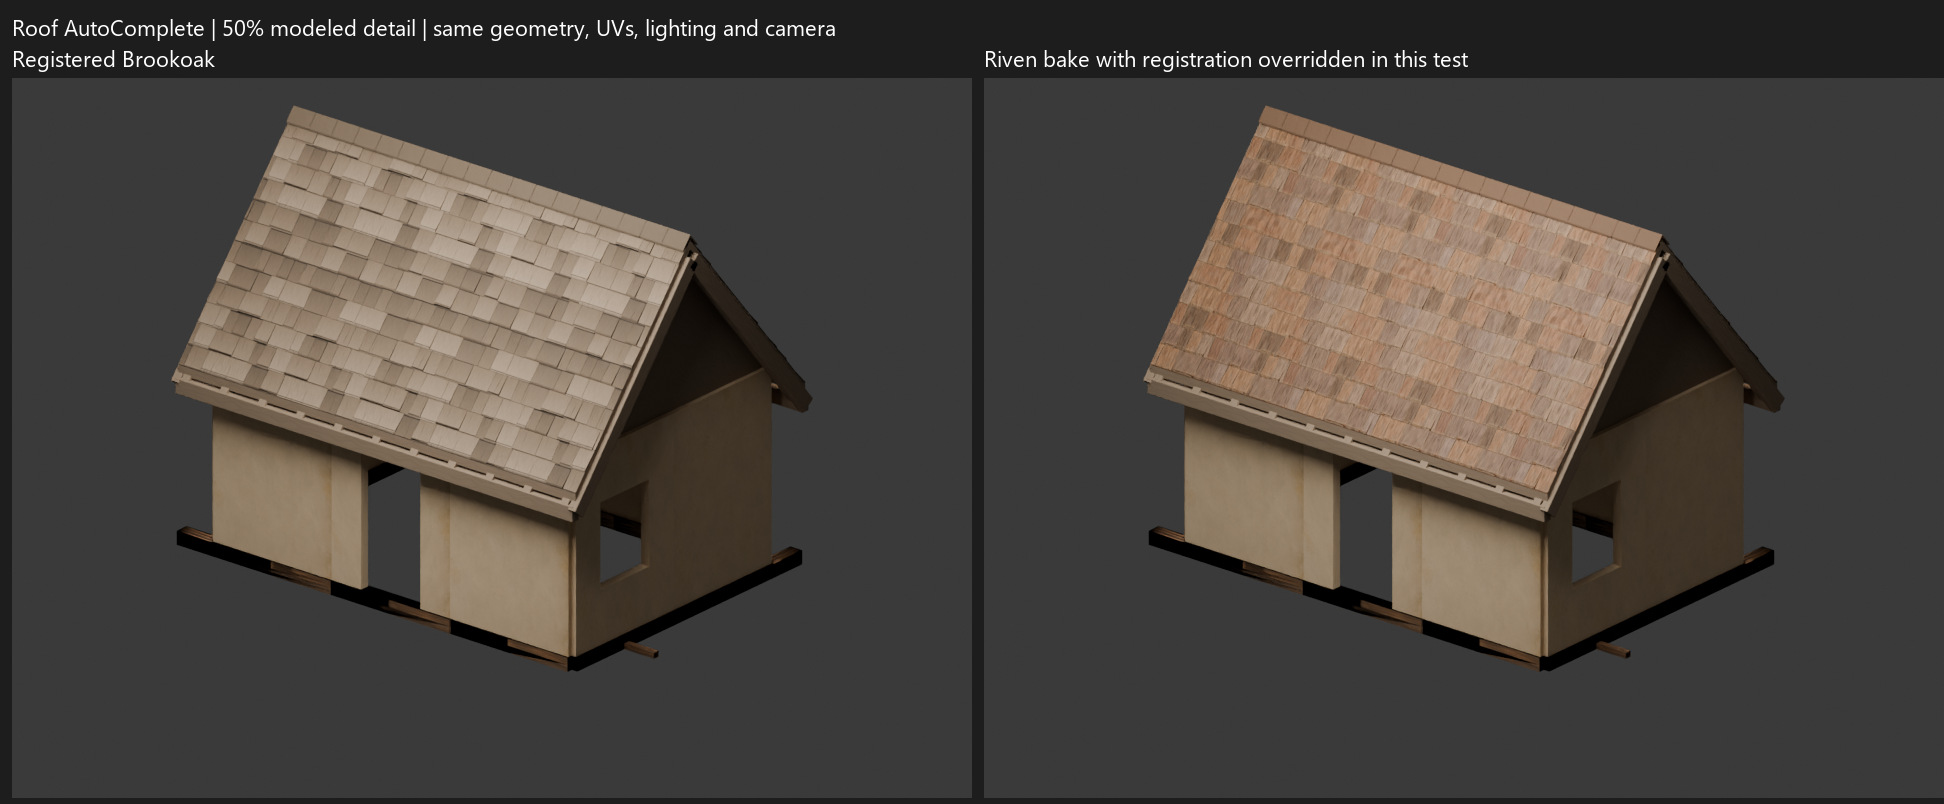 Roof AutoComplete | 50% modeled detail | same geometry, UVs, lighting and camera
Registered Brookoak
Riven bake with registration overridden in this test